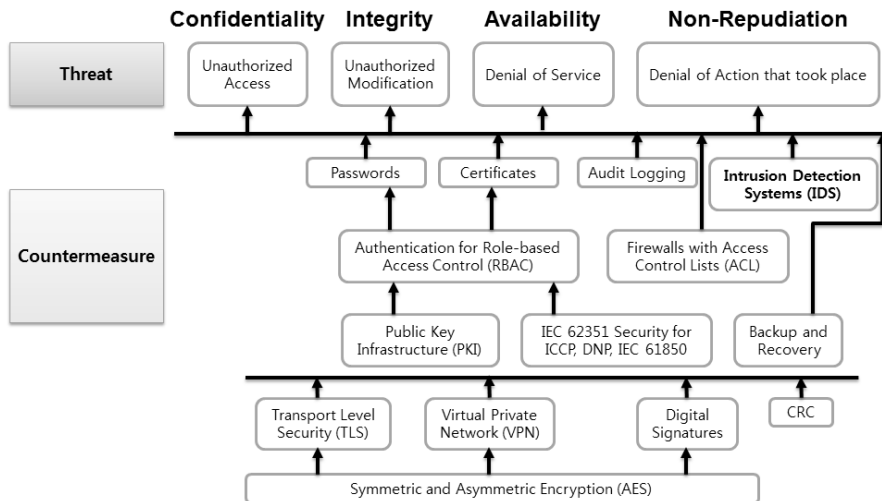 Confidentiality Integrity Availability Non-Repudiation
Threat
Unauthorized
Access
Unauthorized
Modification
Denial of Service
Denial of Action that took place
Countermeasure
Passwords
Certificates
Audit Logging
Intrusion Detection
Systems (IDS)
Authentication for Role-based
Access Control (RBAC)
Firewalls with Access
Control Lists (ACL)
Public Key
Infrastructure (PKI)
IEC 62351 Security for
ICCP, DNP, IEC 61850
Backup and
Recovery
Transport Level
Security (TLS)
Virtual Private
Network (VPN)
Digital
Signatures
CRC
Symmetric and Asymmetric Encryption (AES)